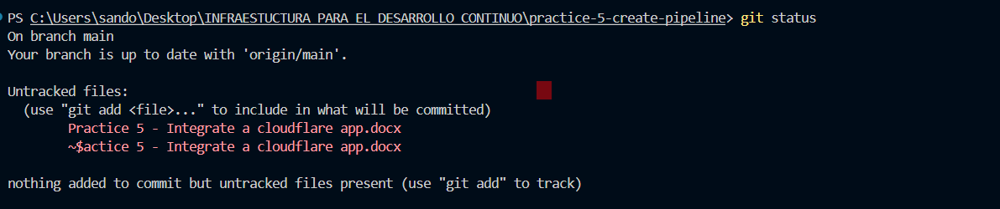 PS C:\Users\sando\Desktop\INFRAESTUCTURA PARA EL DESARROLLO CONTINUO\practice-5-create-pipeline> git status
On branch main
Your branch is up to date with 'origin/main'.
Untracked files:
(use "git add <file>..." to include in what will be committed)
Practice 5 - Integrate a cloudflare app.docx
~$actice 5 - Integrate a cloudflare app.docx
nothing added to commit but untracked files present (use "git add" to track)